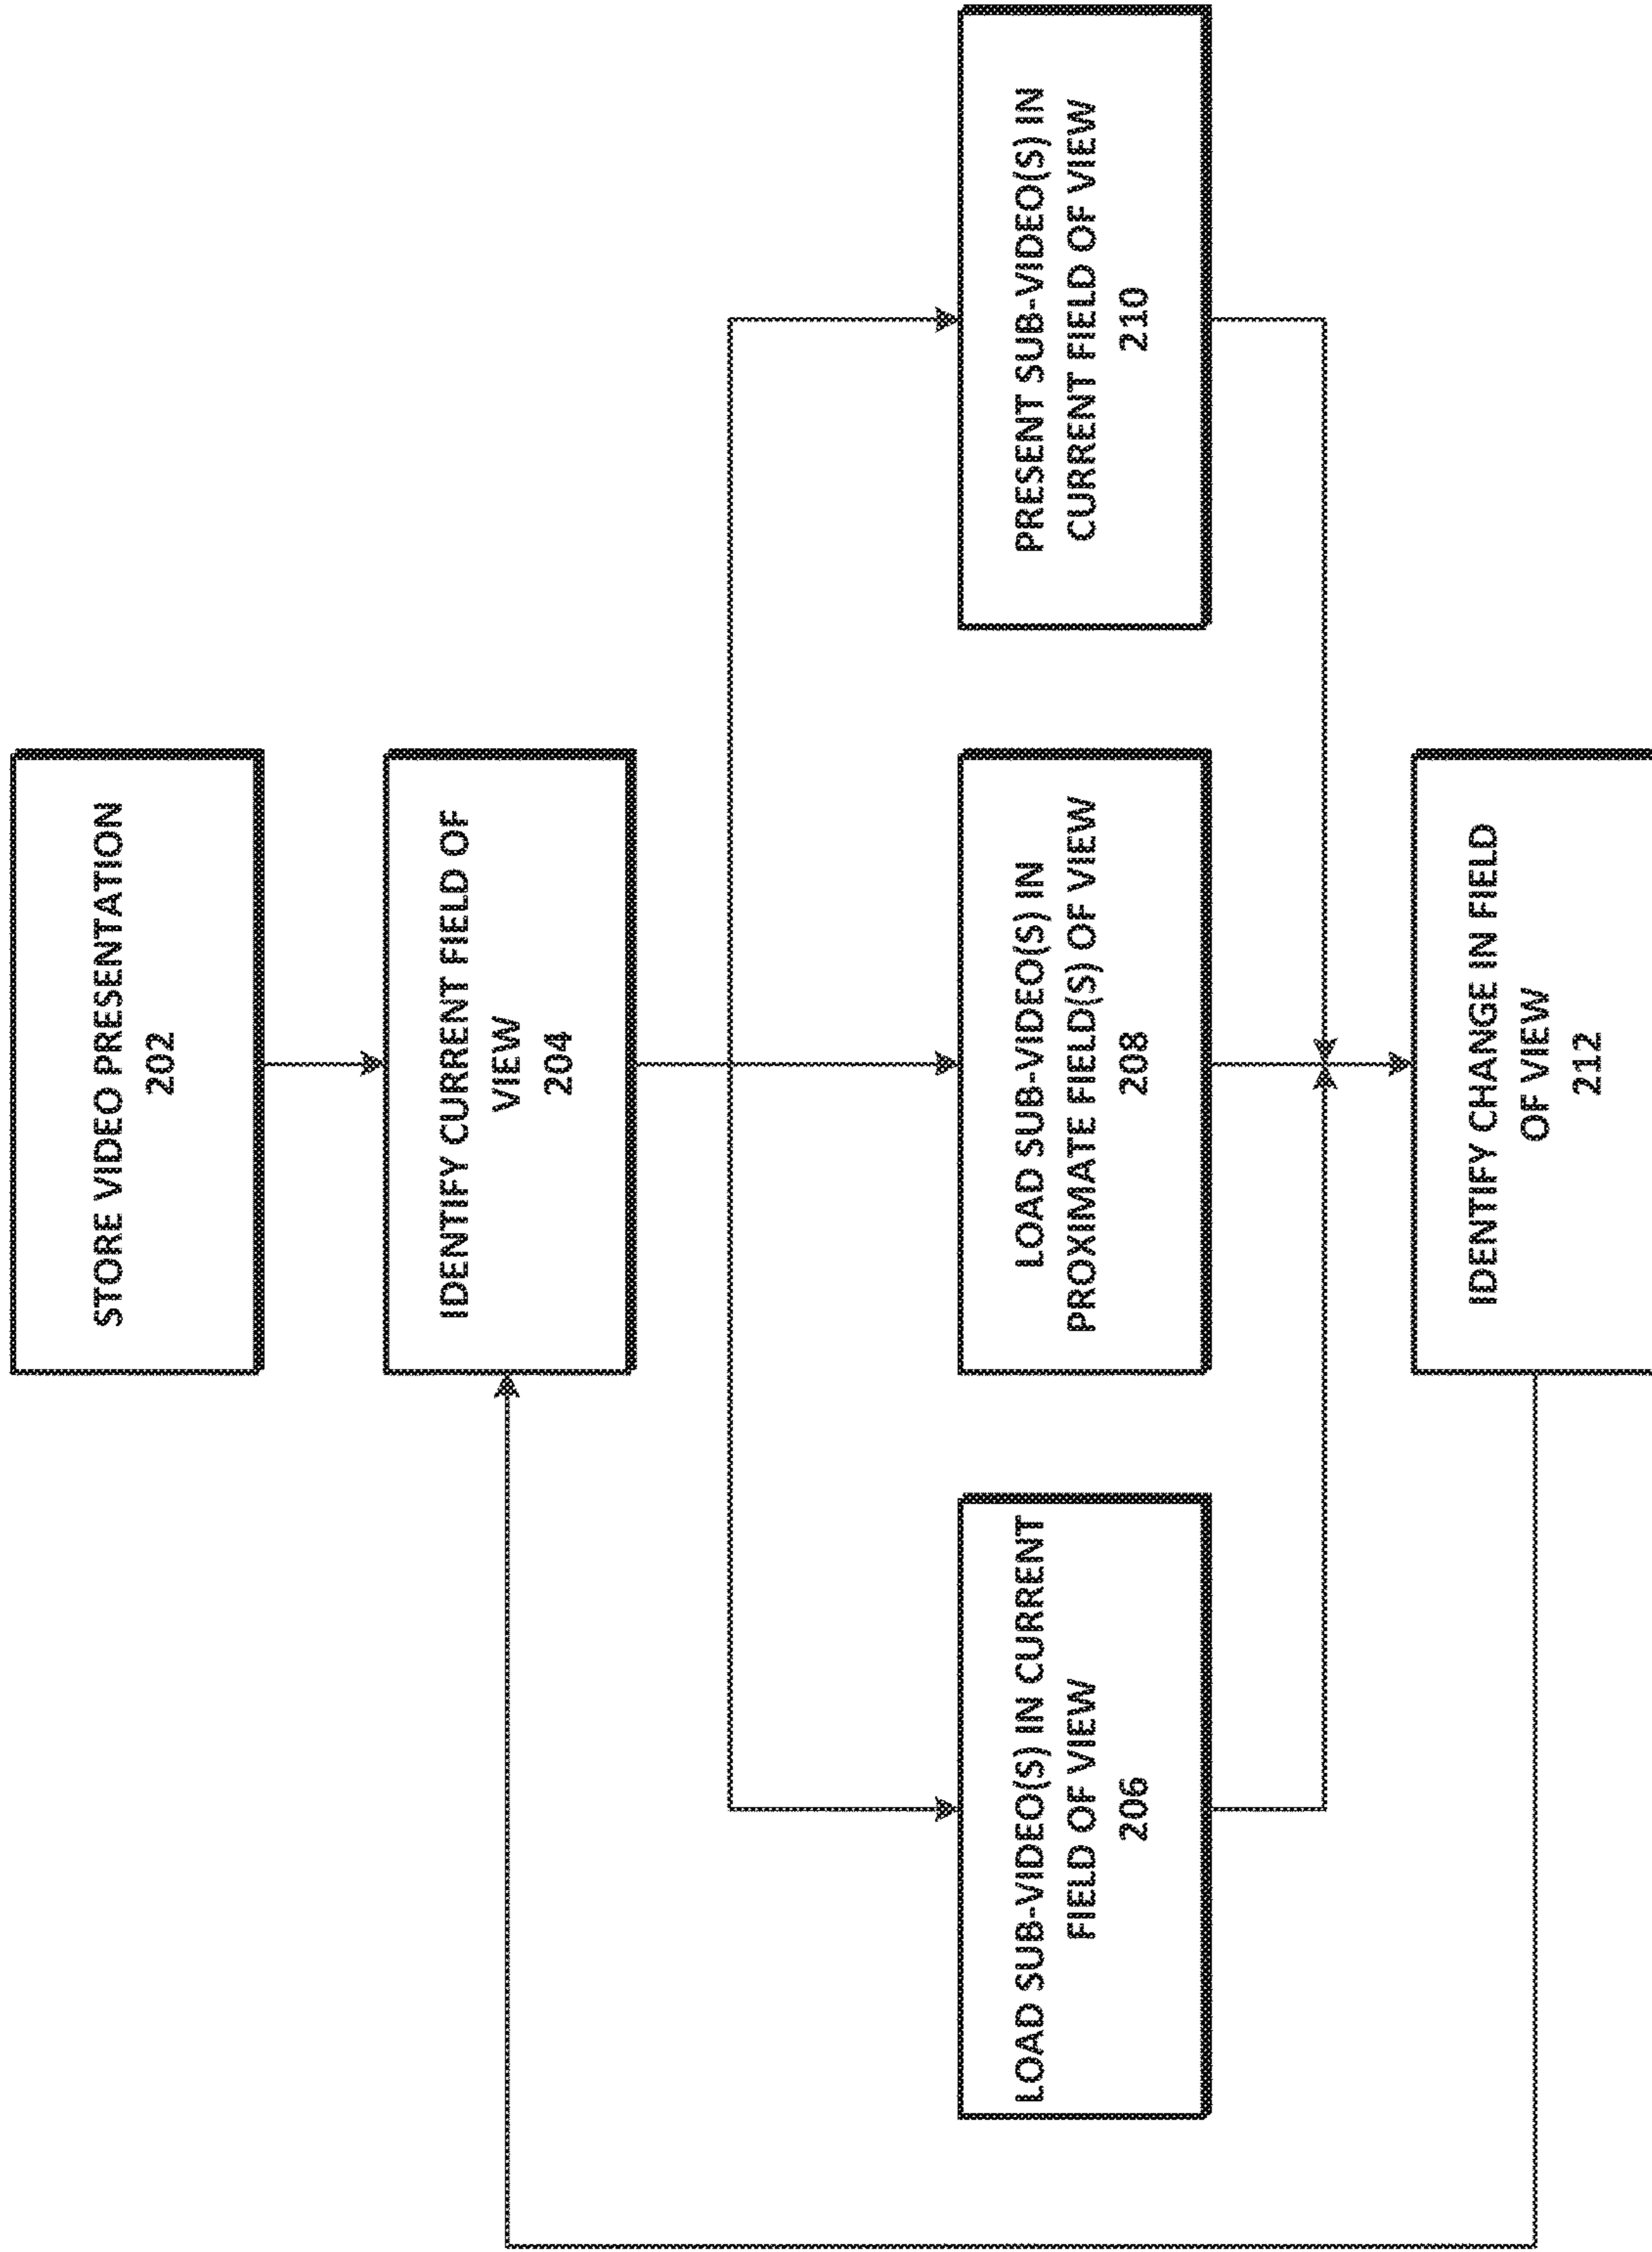 STORE VIDEO PRESENTATION
202
IDENTIFY CURRENT FIELD OF
VIEW
204
LOAD SUB-VIDEO(S) IN CURRENT
FIELD OF VIEW
206
LOAD SUB-VIDEO(S) IN
PROXIMATE FIELD(S) OF VIEW
208
PRESENT SUB-VIDEO(S) IN
CURRENT FIELD OF VIEW
210
IDENTIFY CHANGE IN FIELD
OF VIEW
212